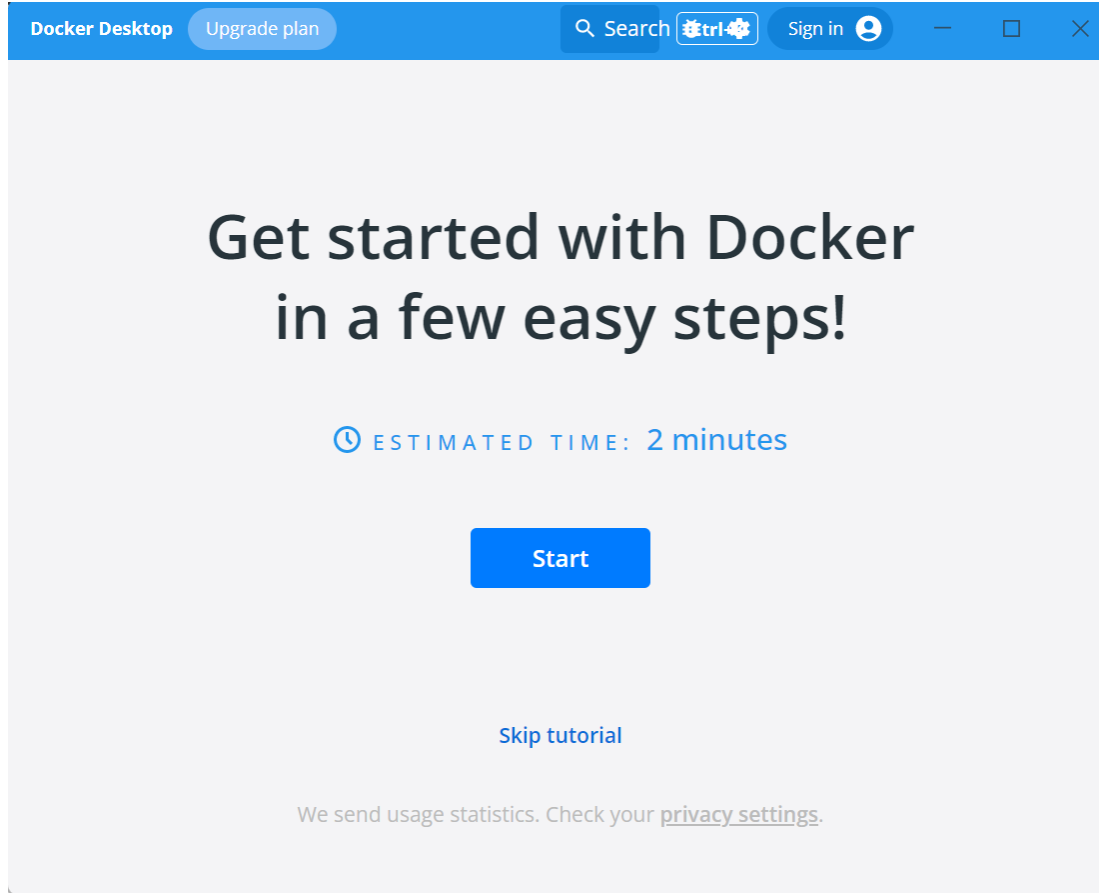 Docker Desktop Upgrade plan Search Ctrl+K Sign in
Get started with Docker
in a few easy steps!
ESTIMATED TIME: 2 minutes
Start
Skip tutorial
We send usage statistics. Check your privacy settings.